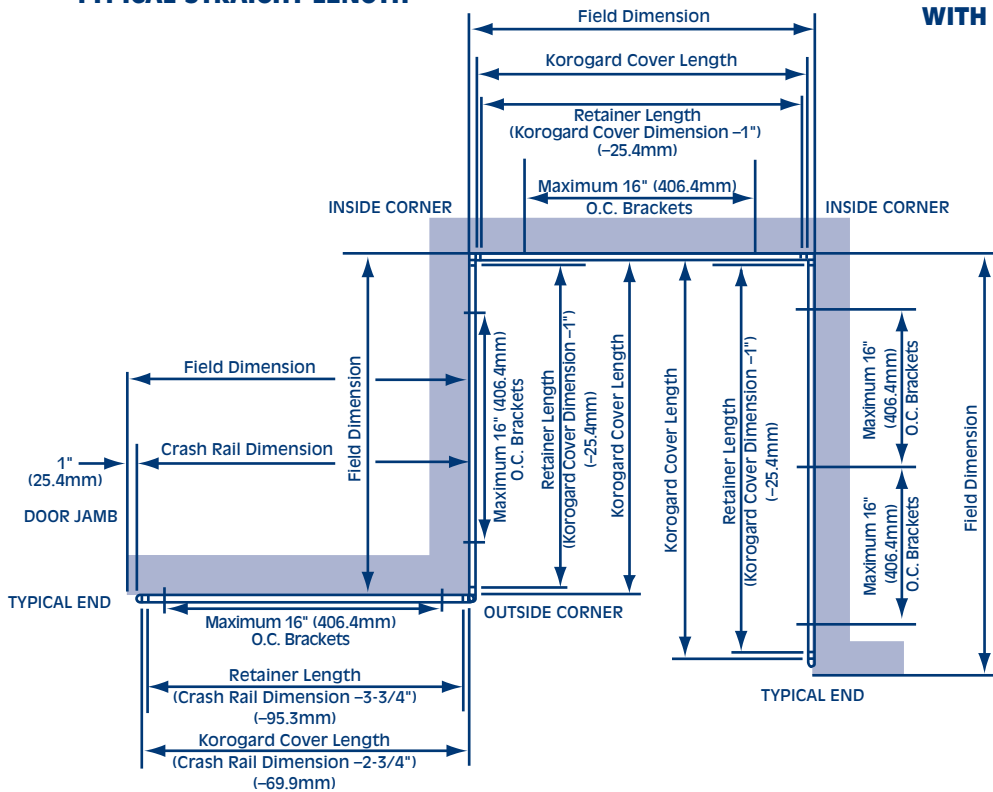 TYPICAL STRAIGHT LENGTH
WITH
Field Dimension
Korogard Cover Length
Retainer Length
(Korogard Cover Dimension –1")
(–25.4mm)
Maximum 16" (406.4mm)
O.C. Brackets
INSIDE CORNER
INSIDE CORNER
Field Dimension
Crash Rail Dimension
1"
(25.4mm)
DOOR JAMB
TYPICAL END
Field Dimension
Maximum 16" (406.4mm)
O.C. Brackets
Retainer Length
(Korogard Cover Dimension –1")
(–25.4mm)
Korogard Cover Length
Korogard Cover Length
Retainer Length
(Korogard Cover Dimension –1")
(–25.4mm)
Maximum 16"
(406.4mm)
O.C. Brackets
Maximum 16"
(406.4mm)
O.C. Brackets
Field Dimension
OUTSIDE CORNER
TYPICAL END
Maximum 16" (406.4mm)
O.C. Brackets
Retainer Length
(Crash Rail Dimension –3-3/4")
(–95.3mm)
Korogard Cover Length
(Crash Rail Dimension –2-3/4")
(–69.9mm)